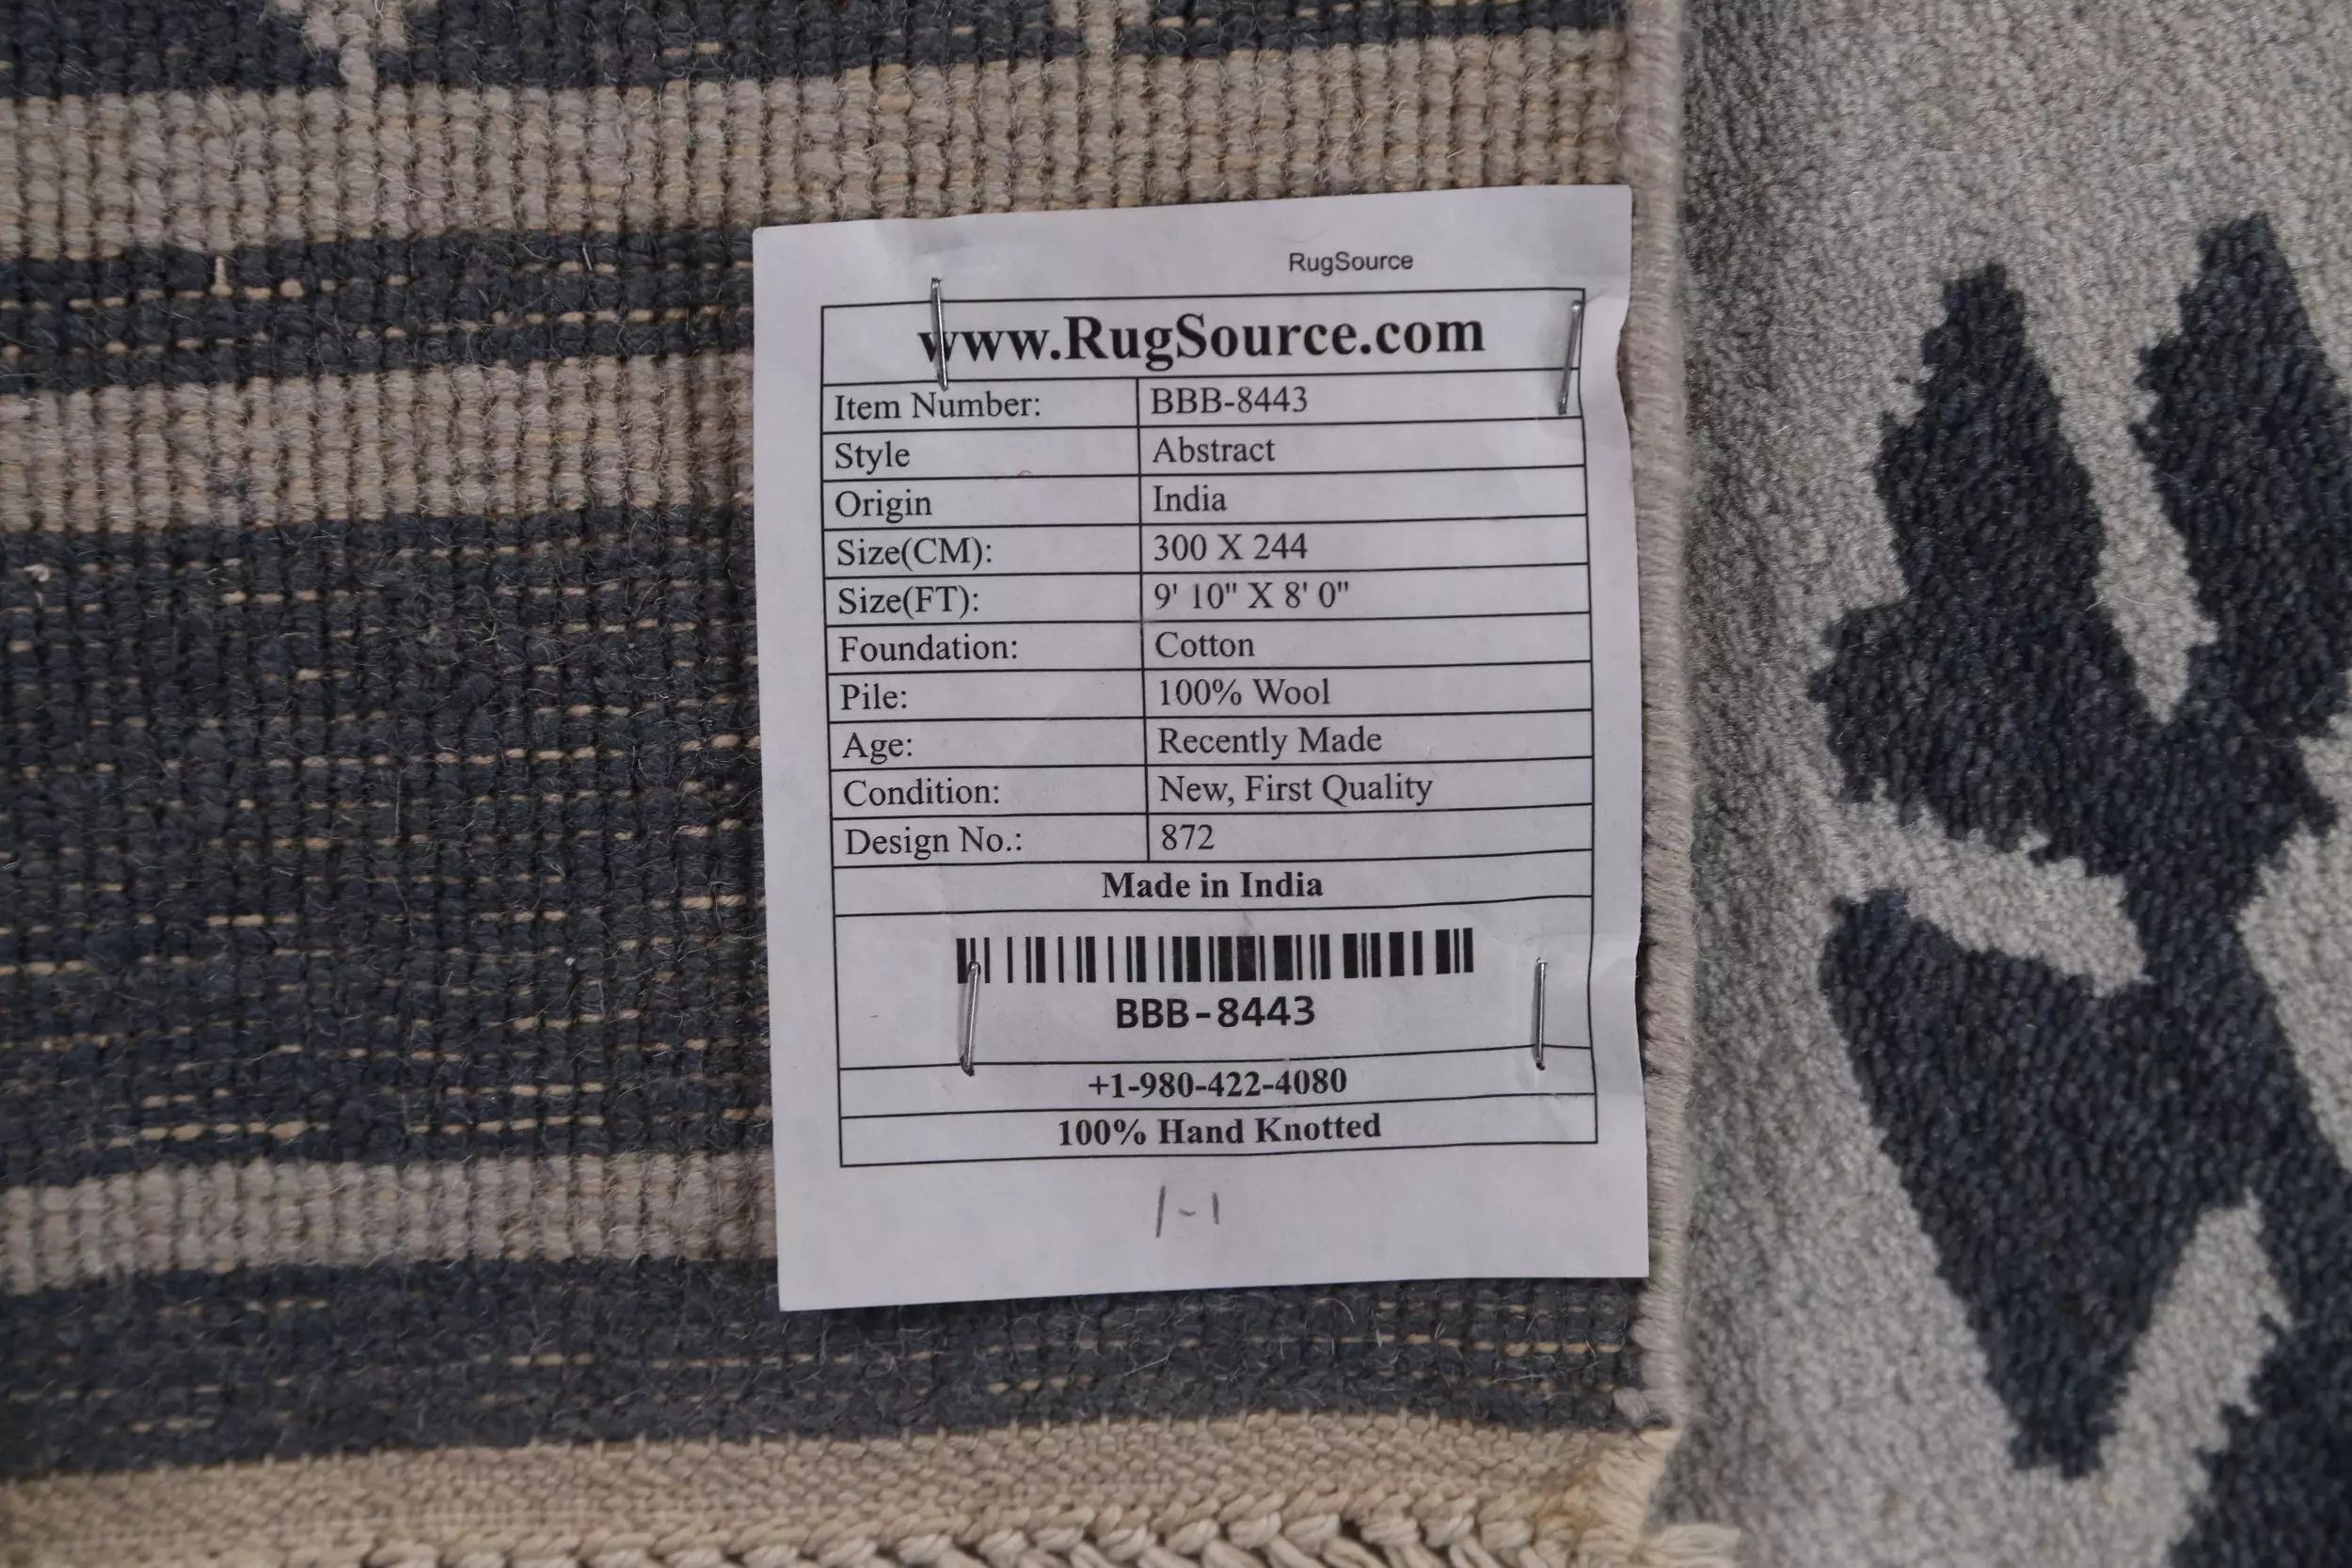 RugSource
www.RugSource.com
Item Number: BBB-8443
Style Abstract
Origin India
Size(CM): 300 X 244
Size(FT): 9' 10" X 8' 0"
Foundation: Cotton
Pile: 100% Wool
Age: Recently Made
Condition: New, First Quality
Design No.: 872
Made in India
BBB-8443
+1-980-422-4080
100% Hand Knotted
1-1